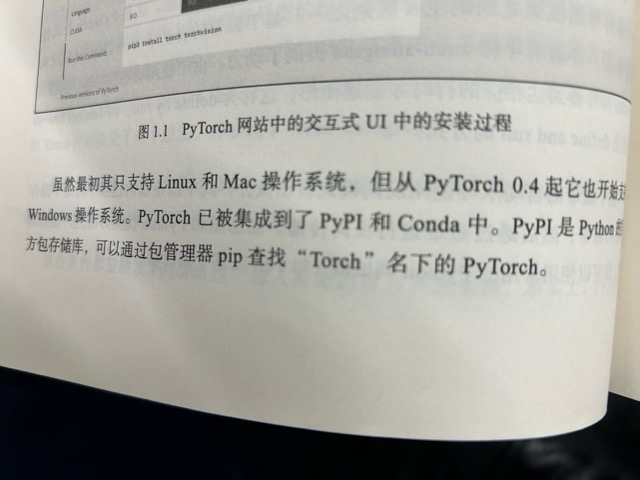 Language
CUDA
8.0
Run this Command:
pip3 install torch torchvision
Previous versions of PyTorch
图 1.1 PyTorch 网站中的交互式 UI 中的安装过程
虽然最初其只支持 Linux 和 Mac 操作系统，但从 PyTorch 0.4 起它也开始支
Windows 操作系统。PyTorch 已被集成到了 PyPI 和 Conda 中。PyPI 是 Python 的
方包存储库，可以通过包管理器 pip 查找“Torch”名下的 PyTorch。